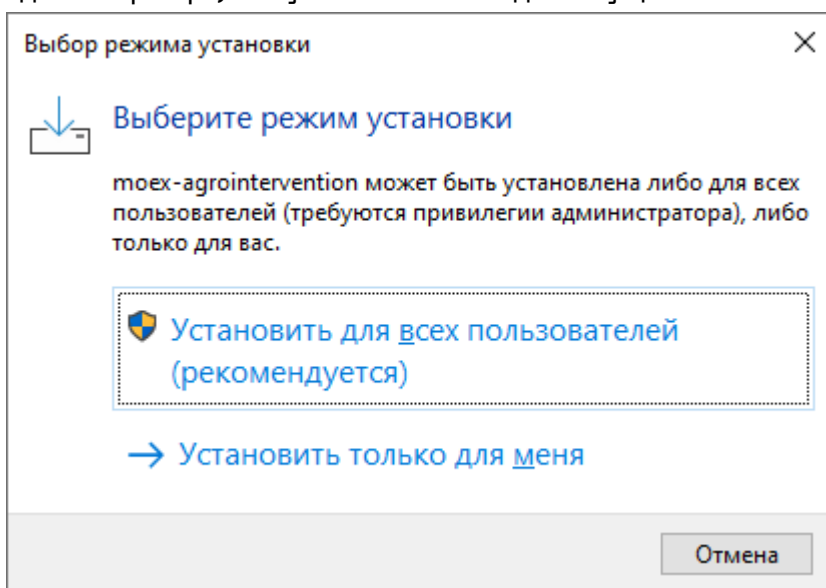 Выбор режима установки
Выберите режим установки
moex-agrointervention может быть установлена либо для всех
пользователей (требуются привилегии администратора), либо
только для вас.
Установить для всех пользователей
(рекомендуется)
Установить только для меня
Отмена